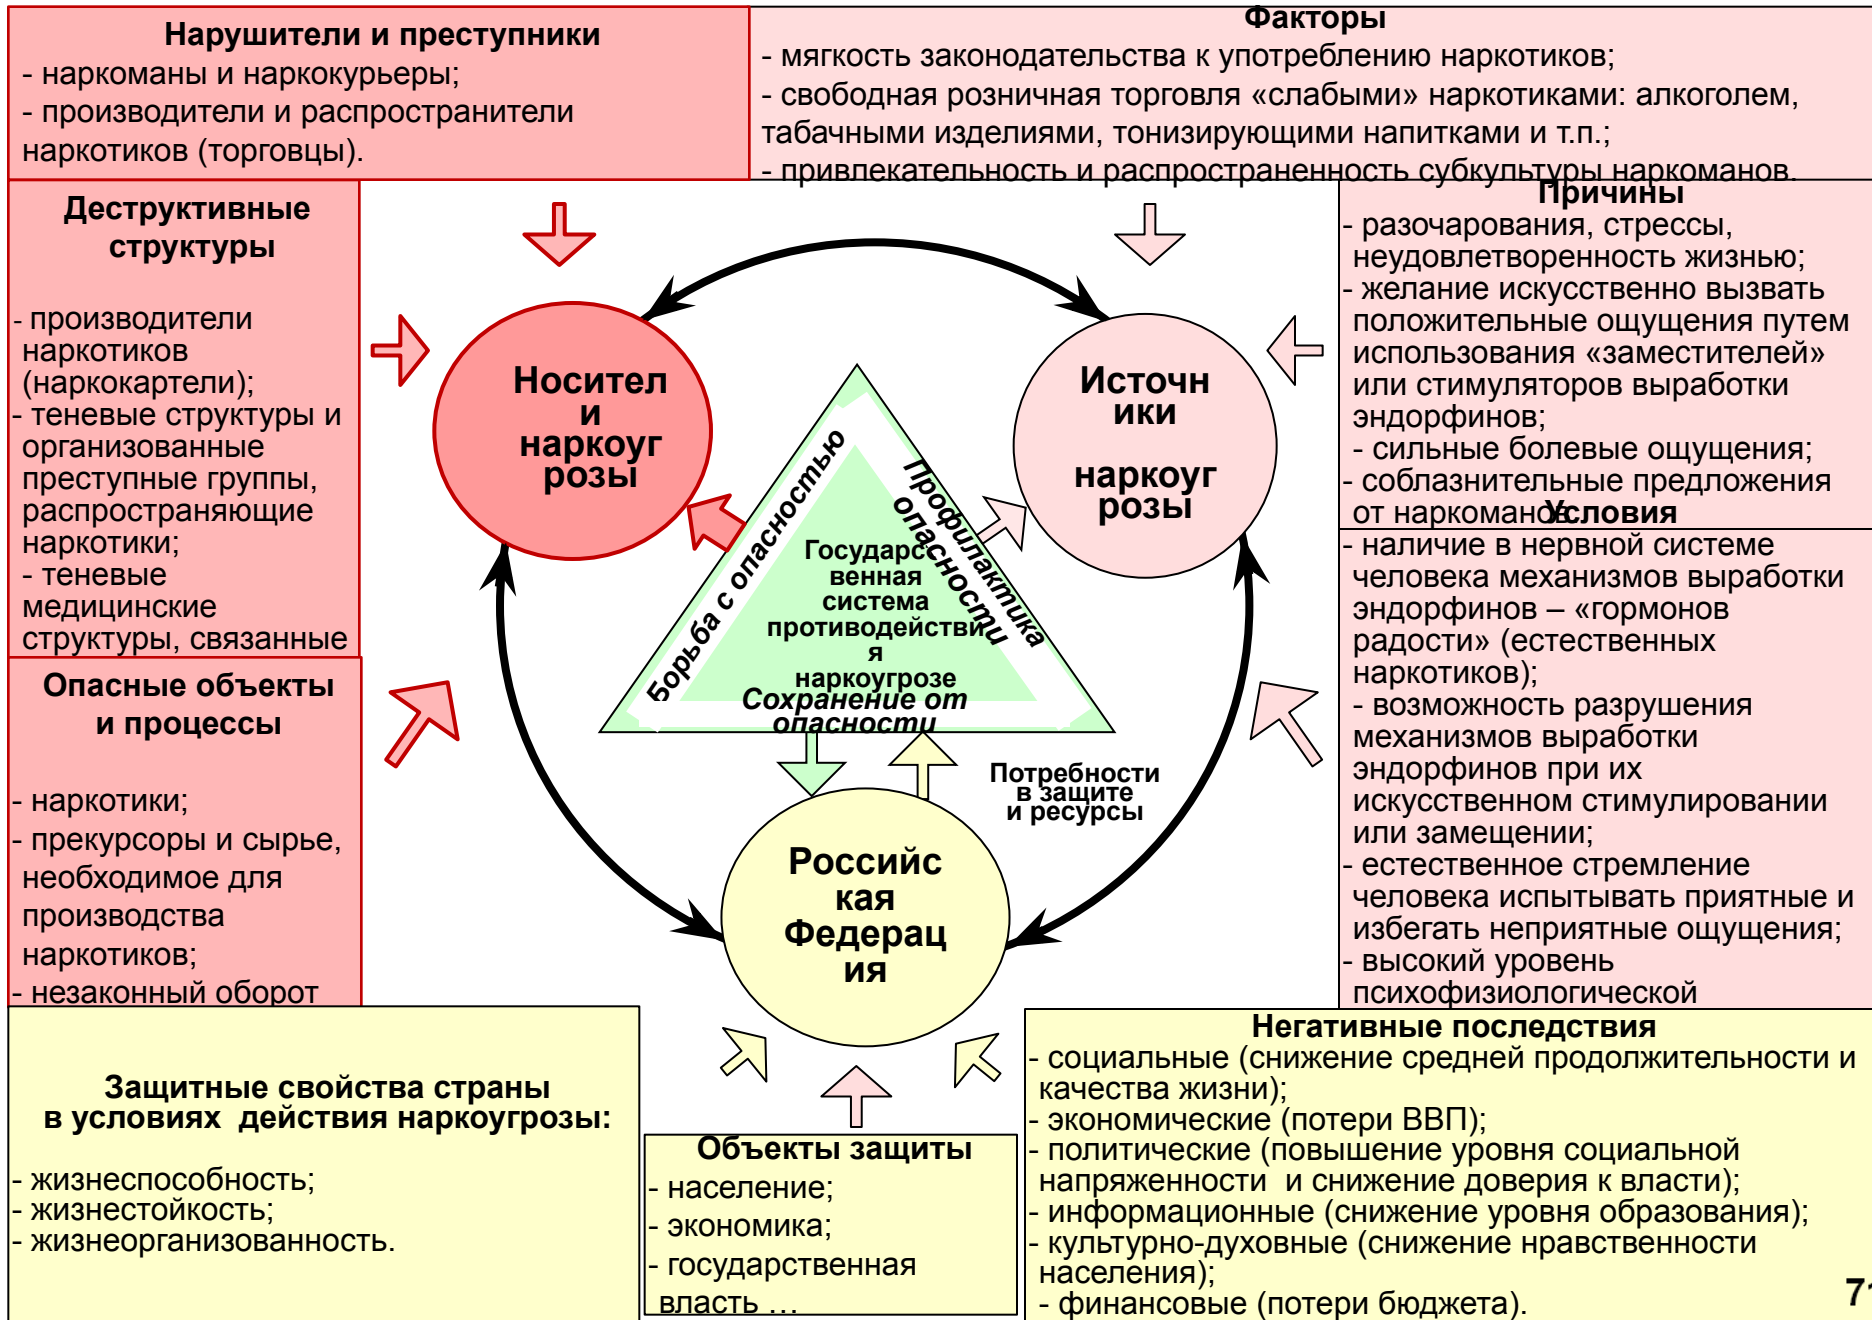 Нарушители и преступники
- наркоманы и наркокурьеры;
- производители и распространители
наркотиков (торговцы).
Факторы
- мягкость законодательства к употреблению наркотиков;
- свободная розничная торговля «слабыми» наркотиками: алкоголем,
табачными изделиями, тонизирующими напитками и т.п.;
- привлекательность и распространенность субкультуры наркоманов.
Деструктивные
структуры
- производители
наркотиков
(наркокартели);
- теневые структуры и
организованные
преступные группы,
распространяющие
наркотики;
- теневые
медицинские
структуры, связанные
Опасные объекты
и процессы
- наркотики;
- прекурсоры и сырье,
необходимое для
производства
наркотиков;
- незаконный оборот
Носител
и
наркоуг
розы
Источн
ики
наркоуг
розы
Борьба с опасностью
Профилактика
опасности
Государст
венная
система
противодействи
я
наркоугрозе
Сохранение от
опасности
Потребности
в защите
и ресурсы
Российс
кая
Федерац
ия
Причины
- разочарования, стрессы,
неудовлетворенность жизнью;
- желание искусственно вызвать
положительные ощущения путем
использования «заместителей»
или стимуляторов выработки
эндорфинов;
- сильные болевые ощущения;
- соблазнительные предложения
от наркоманов.
Условия
- наличие в нервной системе
человека механизмов выработки
эндорфинов – «гормонов
радости» (естественных
наркотиков);
- возможность разрушения
механизмов выработки
эндорфинов при их
искусственном стимулировании
или замещении;
- естественное стремление
человека испытывать приятные и
избегать неприятные ощущения;
- высокий уровень
психофизиологической
Защитные свойства страны
в условиях действия наркоугрозы:
- жизнеспособность;
- жизнестойкость;
- жизнеорганизованность.
Объекты защиты
- население;
- экономика;
- государственная
власть …
Негативные последствия
- социальные (снижение средней продолжительности и
качества жизни);
- экономические (потери ВВП);
- политические (повышение уровня социальной
напряженности и снижение доверия к власти);
- информационные (снижение уровня образования);
- культурно-духовные (снижение нравственности
населения);
- финансовые (потери бюджета).
71